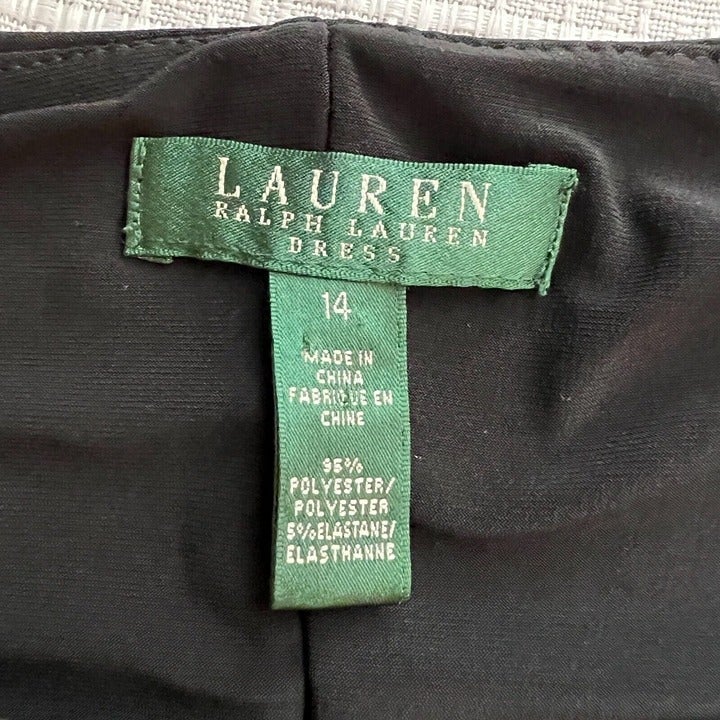 LAUREN
RALPH LAUREN
DRESS
14
MADE IN
CHINA
FABRIQUE EN
CHINE
95%
POLYESTER/
POLYESTER
5%ELASTANE/
ELASTHANNE